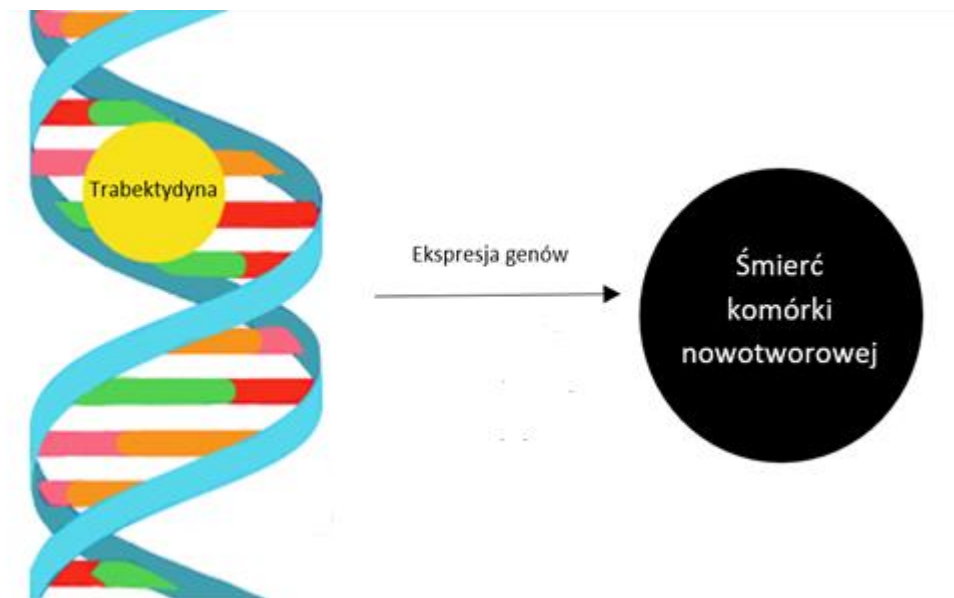 Trabektydyna
Ekspresja genów
Śmierć
komórki
nowotworowej